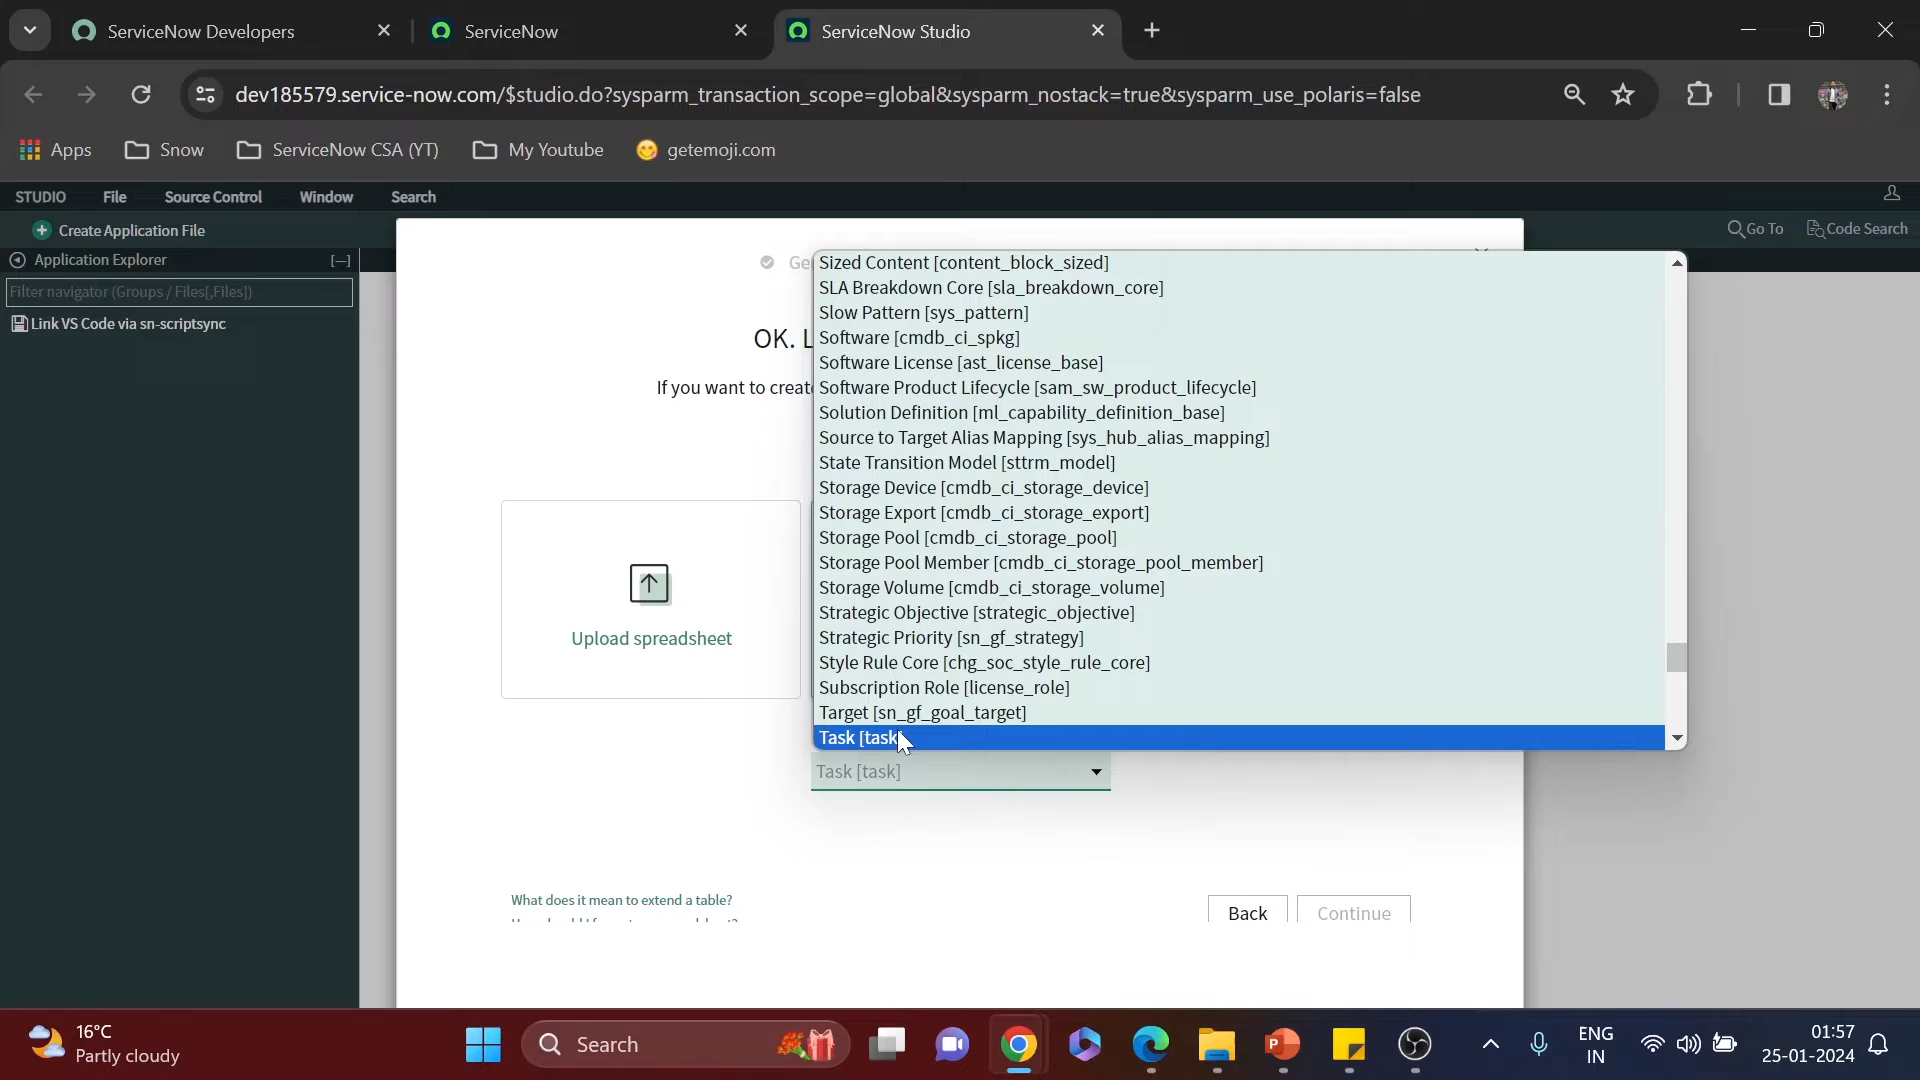 ServiceNow Developers
ServiceNow
ServiceNow Studio
dev185579.service-now.com/$studio.do?sysparm_transaction_scope=global&sysparm_nostack=true&sysparm_use_polaris=false
Apps
Snow
ServiceNow CSA (YT)
My Youtube
getemoji.com
STUDIO File Source Control Window Search
Create Application File
Go To
Code Search
Application Explorer
[—]
Filter navigator (Groups / Files[,Files])
Link VS Code via sn-scriptsync
OK. L
If you want to create
Upload spreadsheet
Sized Content [content_block_sized]
SLA Breakdown Core [sla_breakdown_core]
Slow Pattern [sys_pattern]
Software [cmdb_ci_spkg]
Software License [ast_license_base]
Software Product Lifecycle [sam_sw_product_lifecycle]
Solution Definition [ml_capability_definition_base]
Source to Target Alias Mapping [sys_hub_alias_mapping]
State Transition Model [sttrm_model]
Storage Device [cmdb_ci_storage_device]
Storage Export [cmdb_ci_storage_export]
Storage Pool [cmdb_ci_storage_pool]
Storage Pool Member [cmdb_ci_storage_pool_member]
Storage Volume [cmdb_ci_storage_volume]
Strategic Objective [strategic_objective]
Strategic Priority [sn_gf_strategy]
Style Rule Core [chg_soc_style_rule_core]
Subscription Role [license_role]
Target [sn_gf_goal_target]
Task [task]
Task [task]
What does it mean to extend a table?
Back
Continue
16°C
Partly cloudy
Search
ENG
IN
01:57
25-01-2024